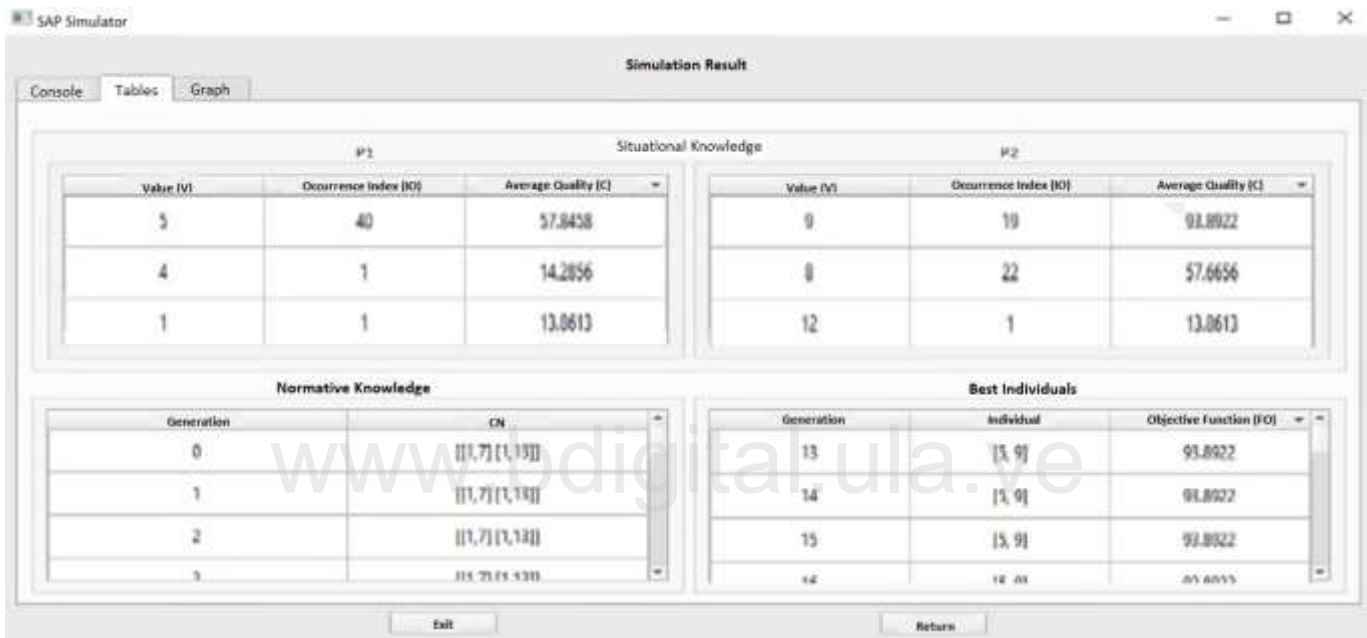 SAP Simulator
Simulation Result
Console Tables Graph
Situational Knowledge
P1
Value (V) Occurrence Index (IO) Average Quality (C)
5 40 57.8458
4 1 14.2856
1 1 13.0613
P2
Value (V) Occurrence Index (IO) Average Quality (C)
9 19 93.8922
8 22 57.6656
12 1 13.0613
Normative Knowledge
Generation CN
0 [[1,7] [1,13]]
1 [[1,7] [1,13]]
2 [[1,7] [1,13]]
Best Individuals
Generation Individual Objective Function (FO)
13 [5, 9] 93.8922
14 [5, 9] 93.8922
15 [5, 9] 93.8922
Exit Return
www.bdigital.ula.ve